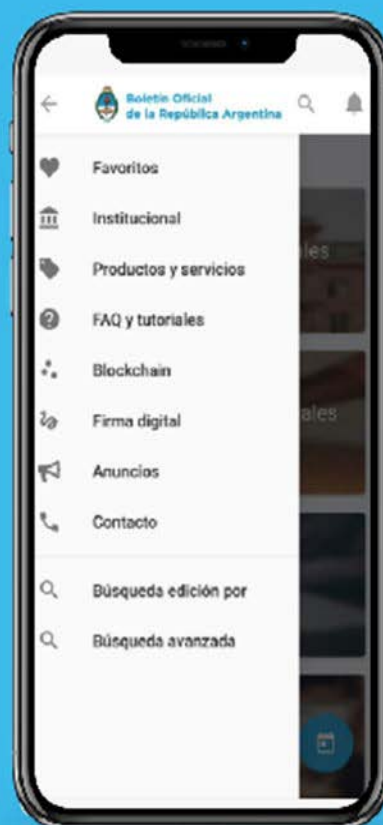 Boletín Oficial
de la República Argentina
Favoritos
Institucional
Productos y servicios
FAQ y tutoriales
Blockchain
Firma digital
Anuncios
Contacto
Búsqueda edición por
Búsqueda avanzada